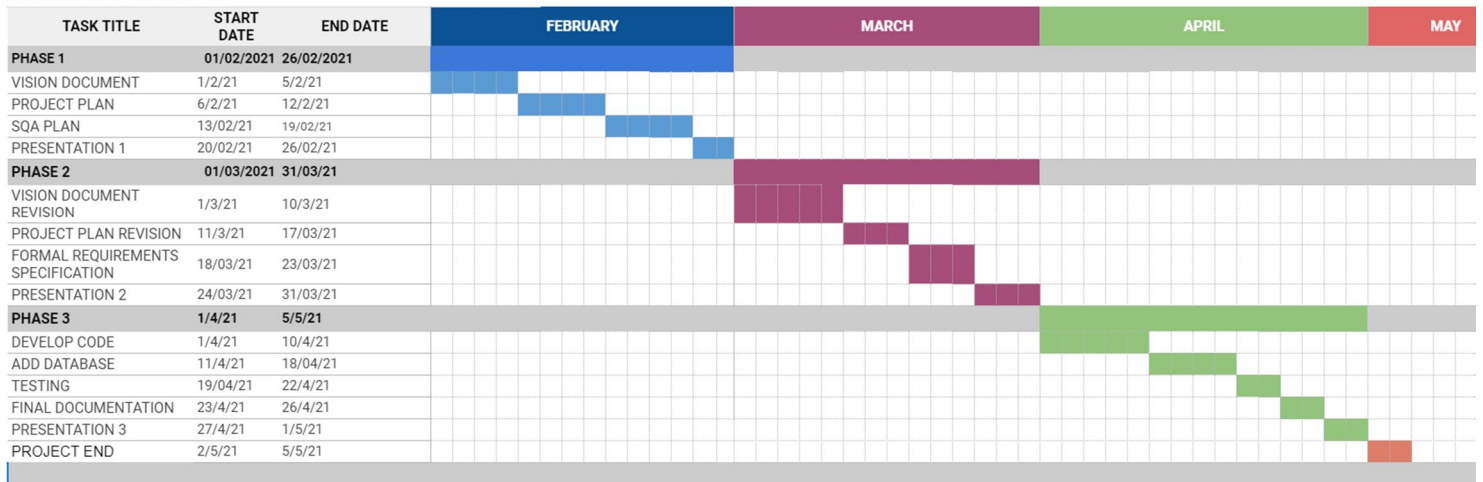 TASK TITLE START DATE END DATE FEBRUARY MARCH APRIL MAY
PHASE 1 01/02/2021 26/02/2021
VISION DOCUMENT 1/2/21 5/2/21
PROJECT PLAN 6/2/21 12/2/21
SQA PLAN 13/02/21 19/02/21
PRESENTATION 1 20/02/21 26/02/21
PHASE 2 01/03/2021 31/03/21
VISION DOCUMENT REVISION 1/3/21 10/3/21
PROJECT PLAN REVISION 11/3/21 17/03/21
FORMAL REQUIREMENTS SPECIFICATION 18/03/21 23/03/21
PRESENTATION 2 24/03/21 31/03/21
PHASE 3 1/4/21 5/5/21
DEVELOP CODE 1/4/21 10/4/21
ADD DATABASE 11/4/21 18/04/21
TESTING 19/04/21 22/4/21
FINAL DOCUMENTATION 23/4/21 26/4/21
PRESENTATION 3 27/4/21 1/5/21
PROJECT END 2/5/21 5/5/21